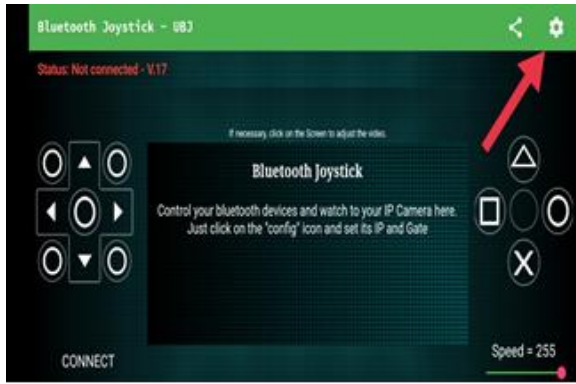 Bluetooth Joystick - UBJ
Status: Not connected - V.17
If necessary, click on the Screen to adjust the video.
Bluetooth Joystick
Control your bluetooth devices and watch to your IP Camera here.
Just click on the "config" icon and set its IP and Gate
CONNECT
Speed = 255